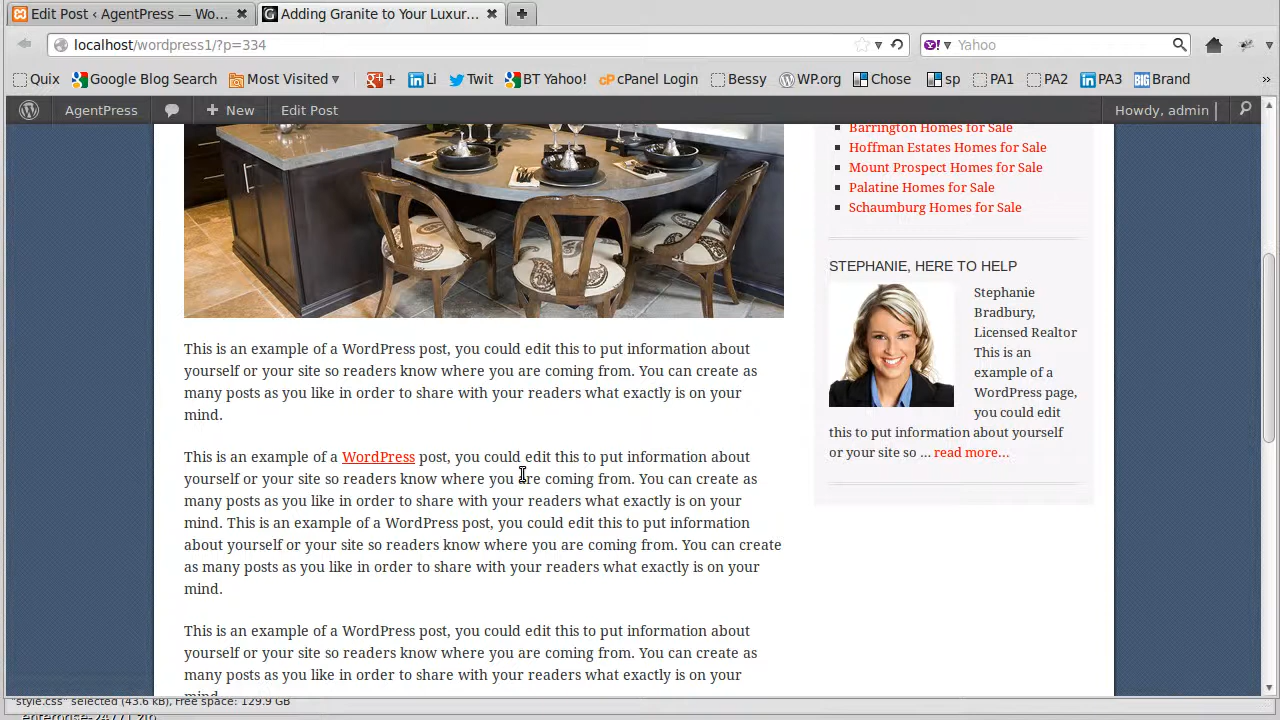 Edit Post ‹ AgentPress — Wo...
Adding Granite to Your Luxur...
localhost/wordpress1/?p=334
Yahoo
Quix
Google Blog Search
Most Visited
+
Li
Twit
BT Yahoo!
cPanel Login
Bessy
WP.org
Chose
sp
PA1
PA2
PA3
Brand
»
AgentPress
New
Edit Post
Howdy, admin
Barrington Homes for Sale
Hoffman Estates Homes for Sale
Mount Prospect Homes for Sale
Palatine Homes for Sale
Schaumburg Homes for Sale
STEPHANIE, HERE TO HELP
Stephanie
Bradbury,
Licensed Realtor
This is an
example of a
WordPress page,
you could edit
this to put information about yourself
or your site so ... read more...
This is an example of a WordPress post, you could edit this to put information about
yourself or your site so readers know where you are coming from. You can create as
many posts as you like in order to share with your readers what exactly is on your
mind.
This is an example of a WordPress post, you could edit this to put information about
yourself or your site so readers know where you are coming from. You can create as
many posts as you like in order to share with your readers what exactly is on your
mind. This is an example of a WordPress post, you could edit this to put information
about yourself or your site so readers know where you are coming from. You can create
as many posts as you like in order to share with your readers what exactly is on your
mind.
This is an example of a WordPress post, you could edit this to put information about
yourself or your site so readers know where you are coming from. You can create as
many posts as you like in order to share with your readers what exactly is on your
mind.
"style.css" selected (43.6 kB), Free space: 129.9 GB
enterprise-24771.zip